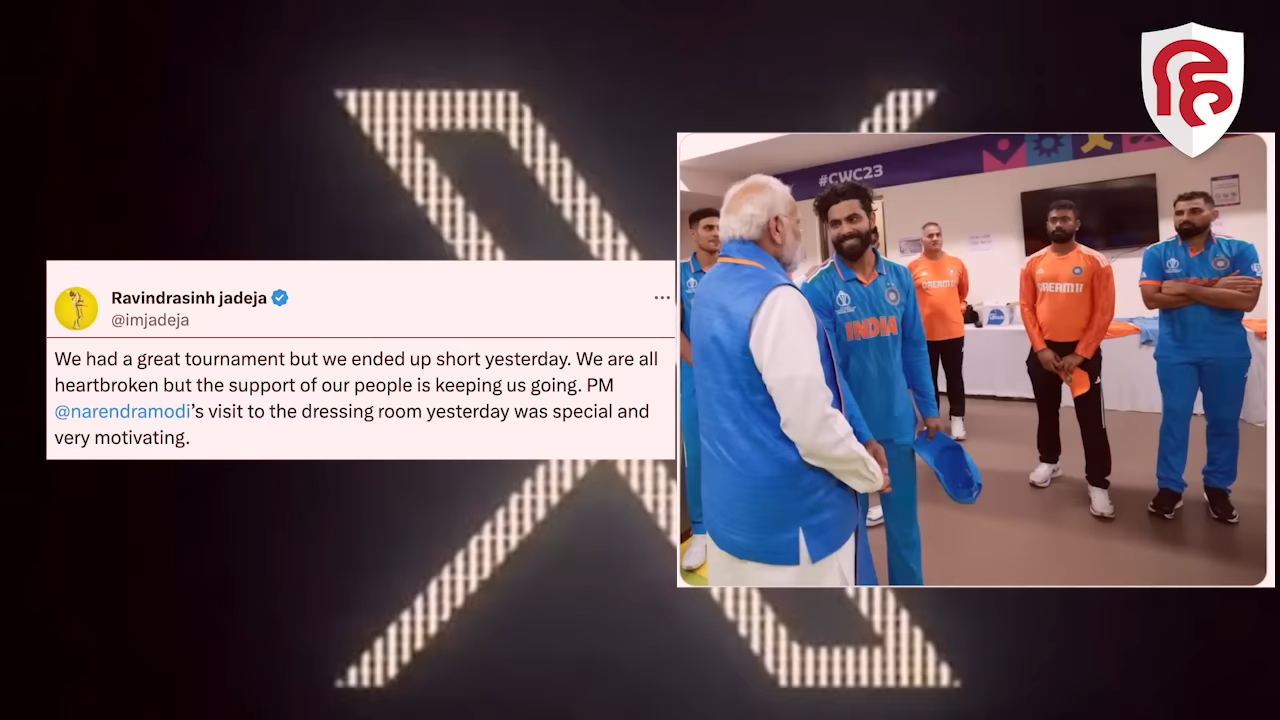 Ravindrasinh jadeja
@imjadeja
We had a great tournament but we ended up short yesterday. We are all
heartbroken but the support of our people is keeping us going. PM
@narendramodi's visit to the dressing room yesterday was special and
very motivating.
#CWC23
INDIA
DREAM11
DREAM11